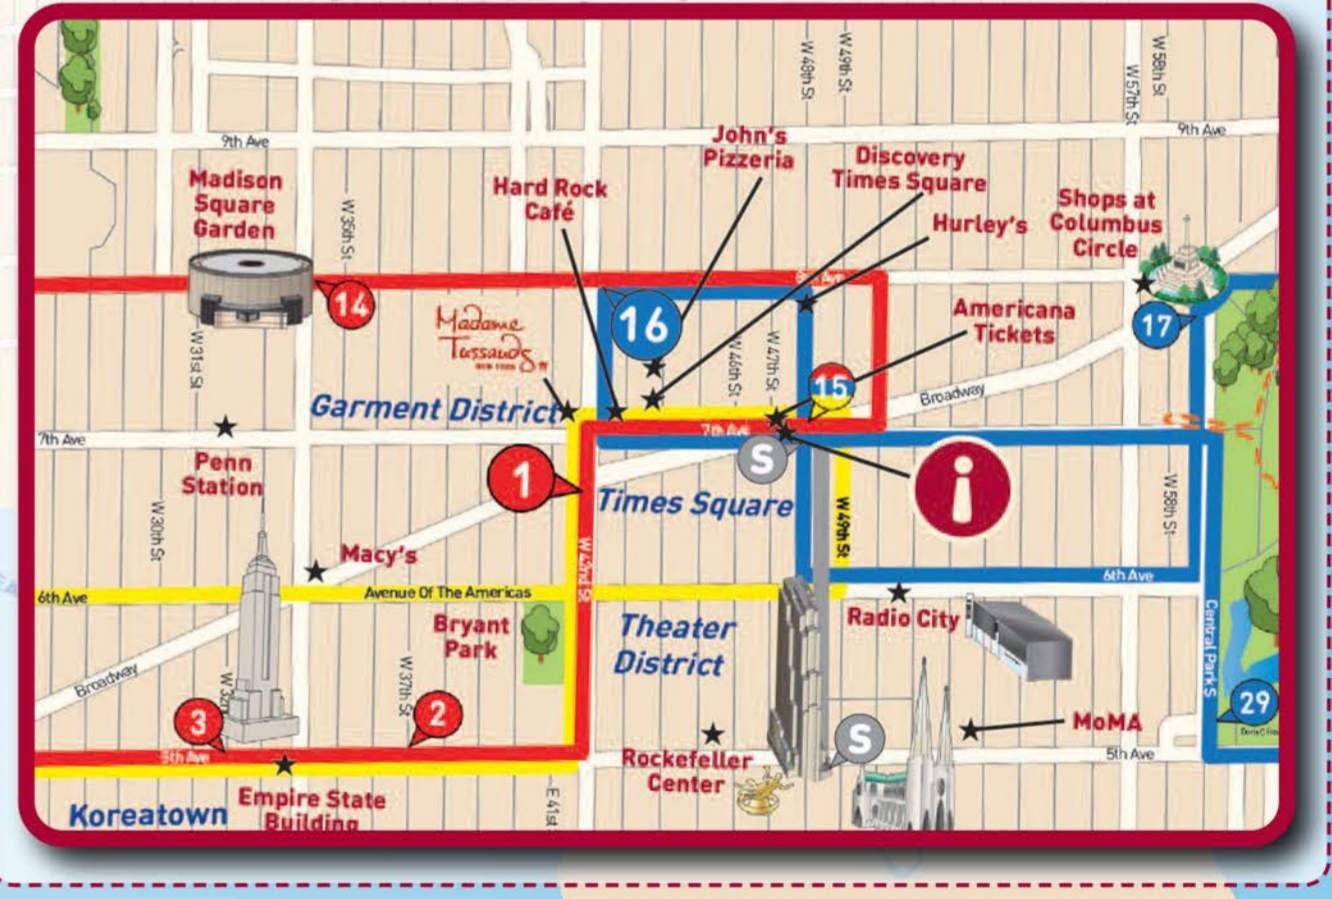 W 48th St
W 49th St
W 57th St
W 58th St
9th Ave
9th Ave
John's
Pizzeria
Discovery
Times Square
Madison
Square
Garden
Hard Rock
Café
W 35th St
Shops at
Columbus
Circle
Hurley's
8th Ave
14
16
17
Madame
Tussauds
NEW YORK
Americana
Tickets
W 31st St
W 46th St
W 47th St
15
Broadway
Garment District
7th Ave
7th Ave
Penn
Station
1
S
i
Times Square
W 30th St
W 49th St
W 58th St
Macy's
W 42nd St
6th Ave
Avenue Of The Americas
6th Ave
Bryant
Park
Theater
District
Radio City
Central Park S
Broadway
W 37th St
3
2
29
MoMA
S
5th Ave
5th Ave
Rockefeller
Center
Koreatown
Empire State
Building
E 41st